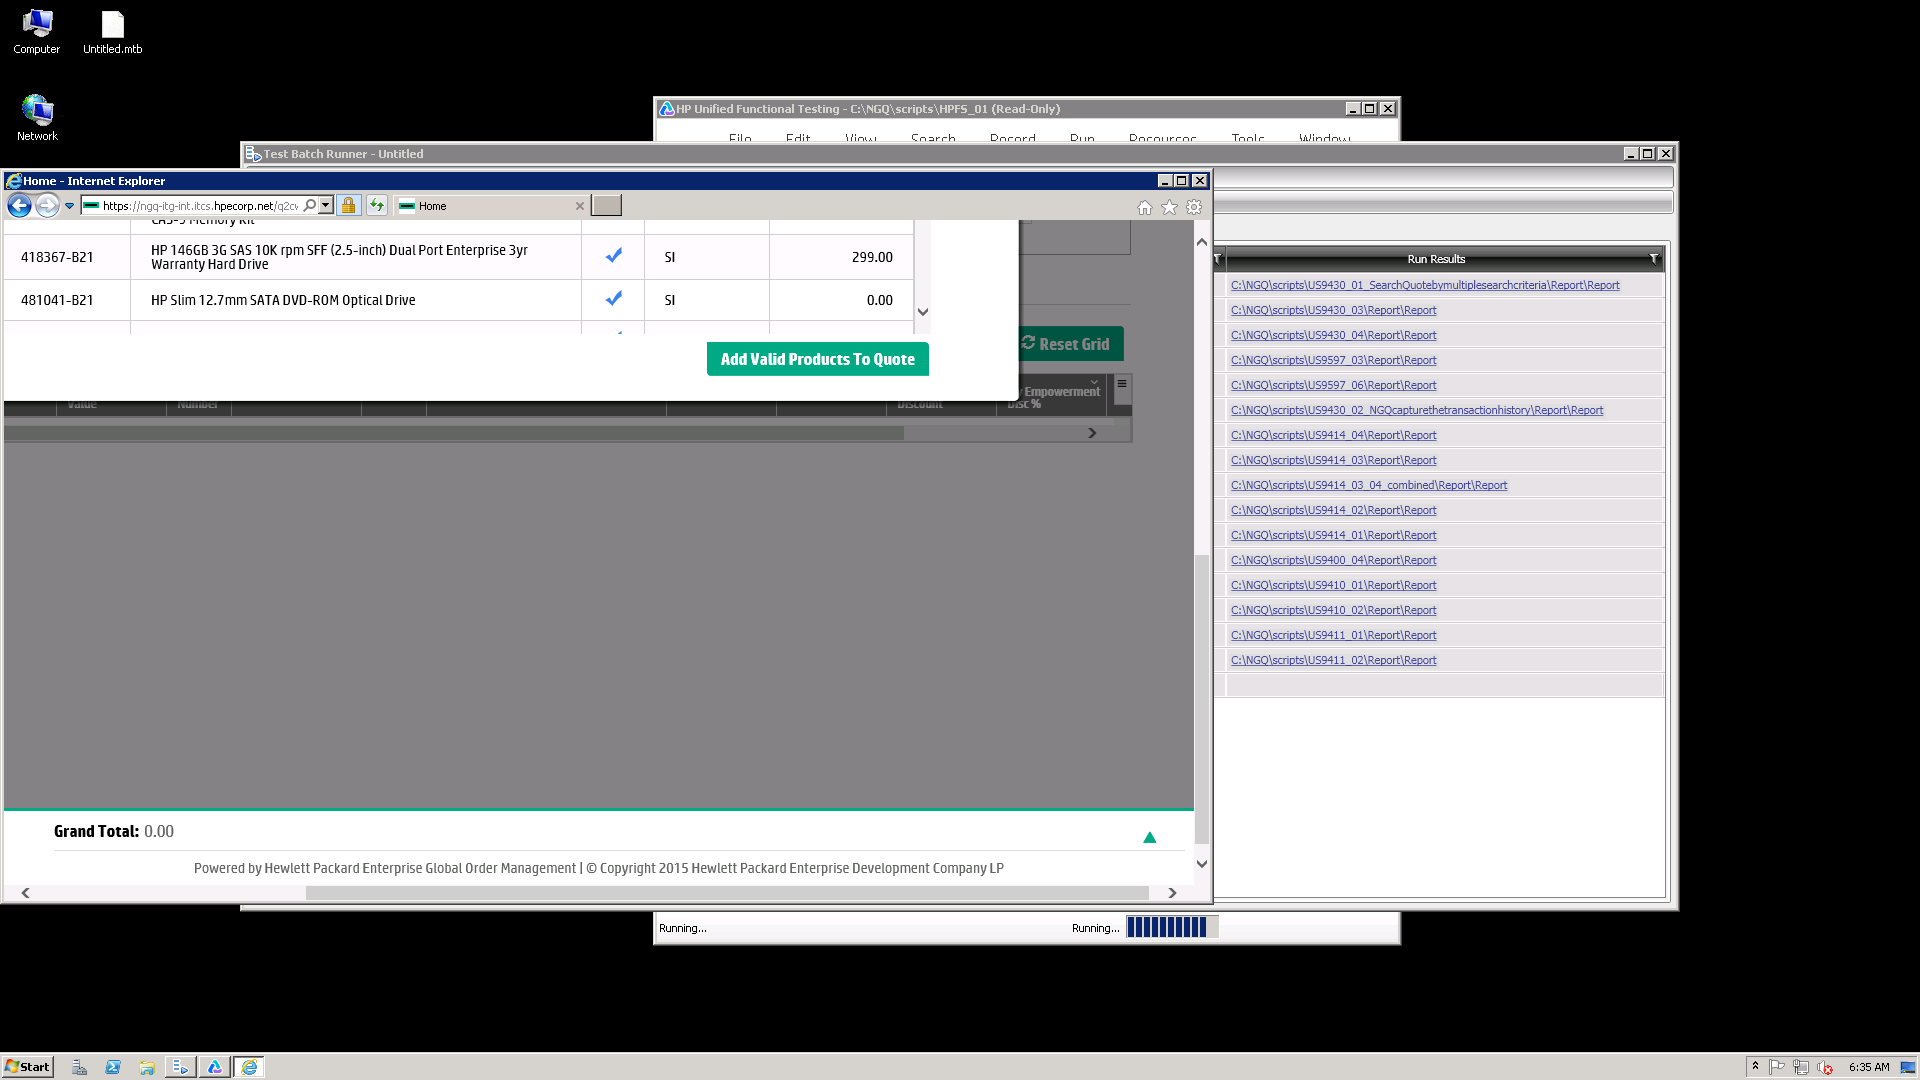 Computer
Untitled.mtb
Network
HP Unified Functional Testing - C:\NGQ\scripts\HPFS_01 (Read-Only)
File Edit View Search Record Run Resources Tools Window
Test Batch Runner - Untitled
Home - Internet Explorer
https://ngq-itg-int.itcs.hpecorp.net/q2cv
Home
CAS-5 Memory Kit
418367-B21 HP 146GB 3G SAS 10K rpm SFF (2.5-inch) Dual Port Enterprise 3yr Warranty Hard Drive SI 299.00
481041-B21 HP Slim 12.7mm SATA DVD-ROM Optical Drive SI 0.00
Add Valid Products To Quote
Reset Grid
Value Number Discount Empowerment Disc %
Grand Total: 0.00
Powered by Hewlett Packard Enterprise Global Order Management | © Copyright 2015 Hewlett Packard Enterprise Development Company LP
Run Results
C:\NGQ\scripts\US9430_01_SearchQuotebymultiplesearchcriteria\Report\Report
C:\NGQ\scripts\US9430_03\Report\Report
C:\NGQ\scripts\US9430_04\Report\Report
C:\NGQ\scripts\US9597_03\Report\Report
C:\NGQ\scripts\US9597_06\Report\Report
C:\NGQ\scripts\US9430_02_NGQcapturethetransactionhistory\Report\Report
C:\NGQ\scripts\US9414_04\Report\Report
C:\NGQ\scripts\US9414_03\Report\Report
C:\NGQ\scripts\US9414_03_04_combined\Report\Report
C:\NGQ\scripts\US9414_02\Report\Report
C:\NGQ\scripts\US9414_01\Report\Report
C:\NGQ\scripts\US9400_04\Report\Report
C:\NGQ\scripts\US9410_01\Report\Report
C:\NGQ\scripts\US9410_02\Report\Report
C:\NGQ\scripts\US9411_01\Report\Report
C:\NGQ\scripts\US9411_02\Report\Report
Running... Running...
Start
6:35 AM